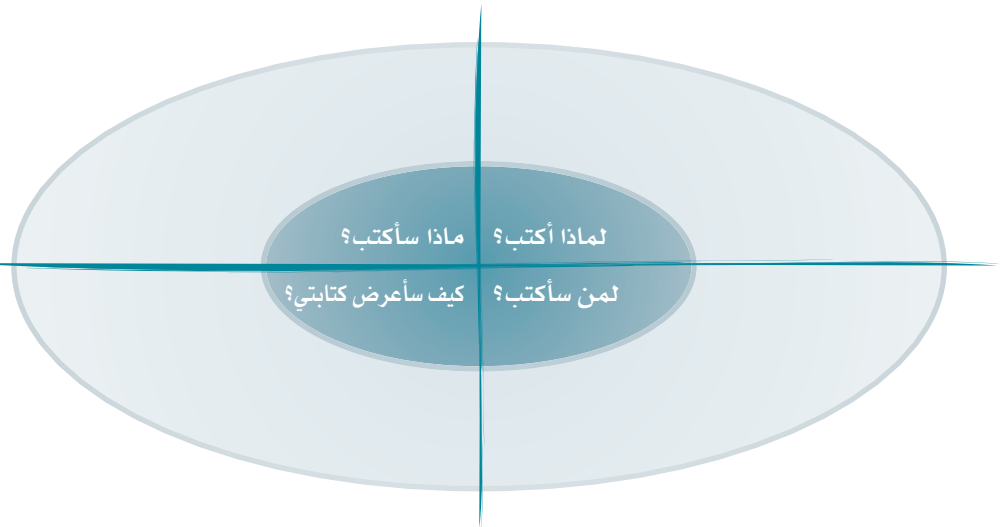 لماذا أكتب؟
ماذا سأكتب؟
لمن سأكتب؟
كيف سأعرض كتابتي؟